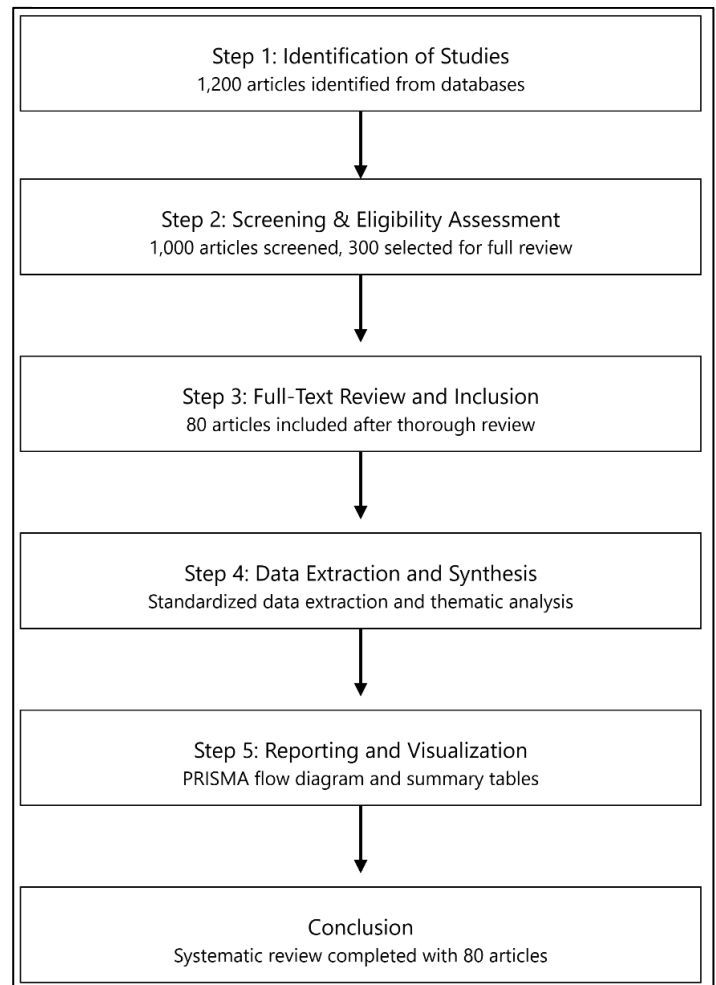 Step 1: Identification of Studies
1,200 articles identified from databases
Step 2: Screening & Eligibility Assessment
1,000 articles screened, 300 selected for full review
Step 3: Full-Text Review and Inclusion
80 articles included after thorough review
Step 4: Data Extraction and Synthesis
Standardized data extraction and thematic analysis
Step 5: Reporting and Visualization
PRISMA flow diagram and summary tables
Conclusion
Systematic review completed with 80 articles